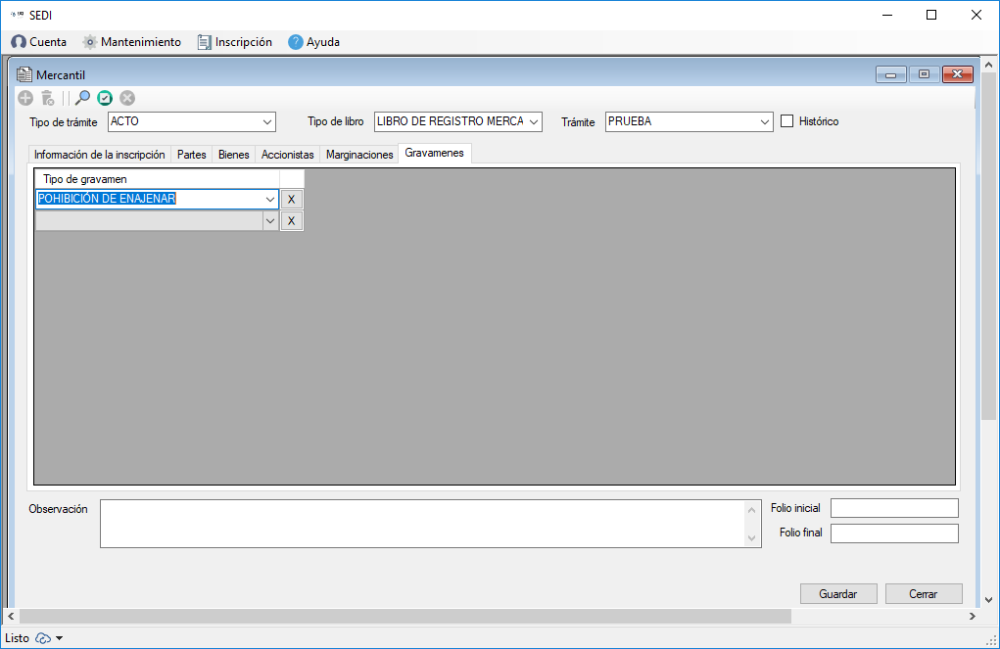 SEDI
Cuenta Mantenimiento Inscripción ? Ayuda
Mercantil
Tipo de trámite ACTO Tipo de libro LIBRO DE REGISTRO MERCA Trámite PRUEBA Histórico
Información de la inscripción Partes Bienes Accionistas Marginaciones Gravamenes
Tipo de gravamen
POHIBICIÓN DE ENAJENAR X
X
Observación Folio inicial
Folio final
Guardar Cerrar
Listo